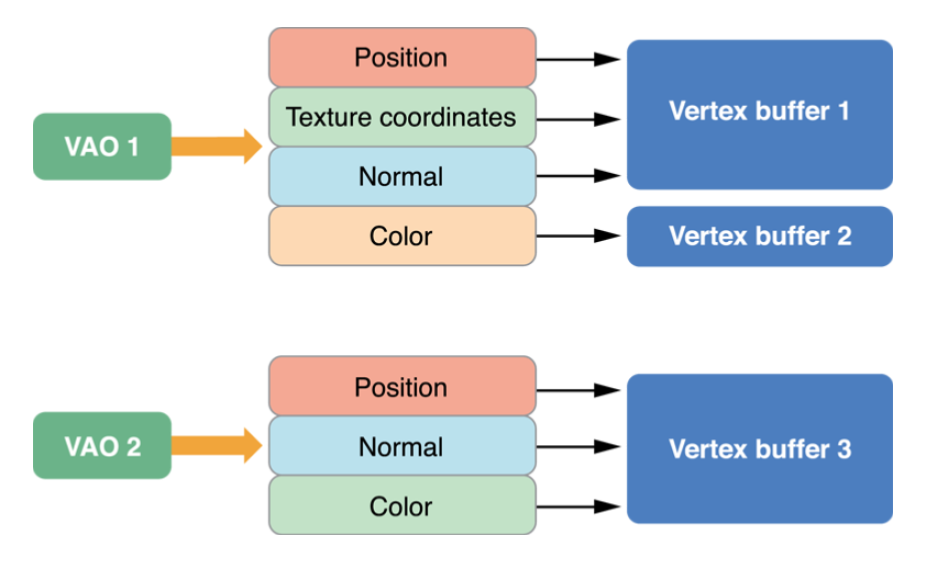 VAO 1
Position
Texture coordinates
Normal
Color
Vertex buffer 1
Vertex buffer 2
VAO 2
Position
Normal
Color
Vertex buffer 3